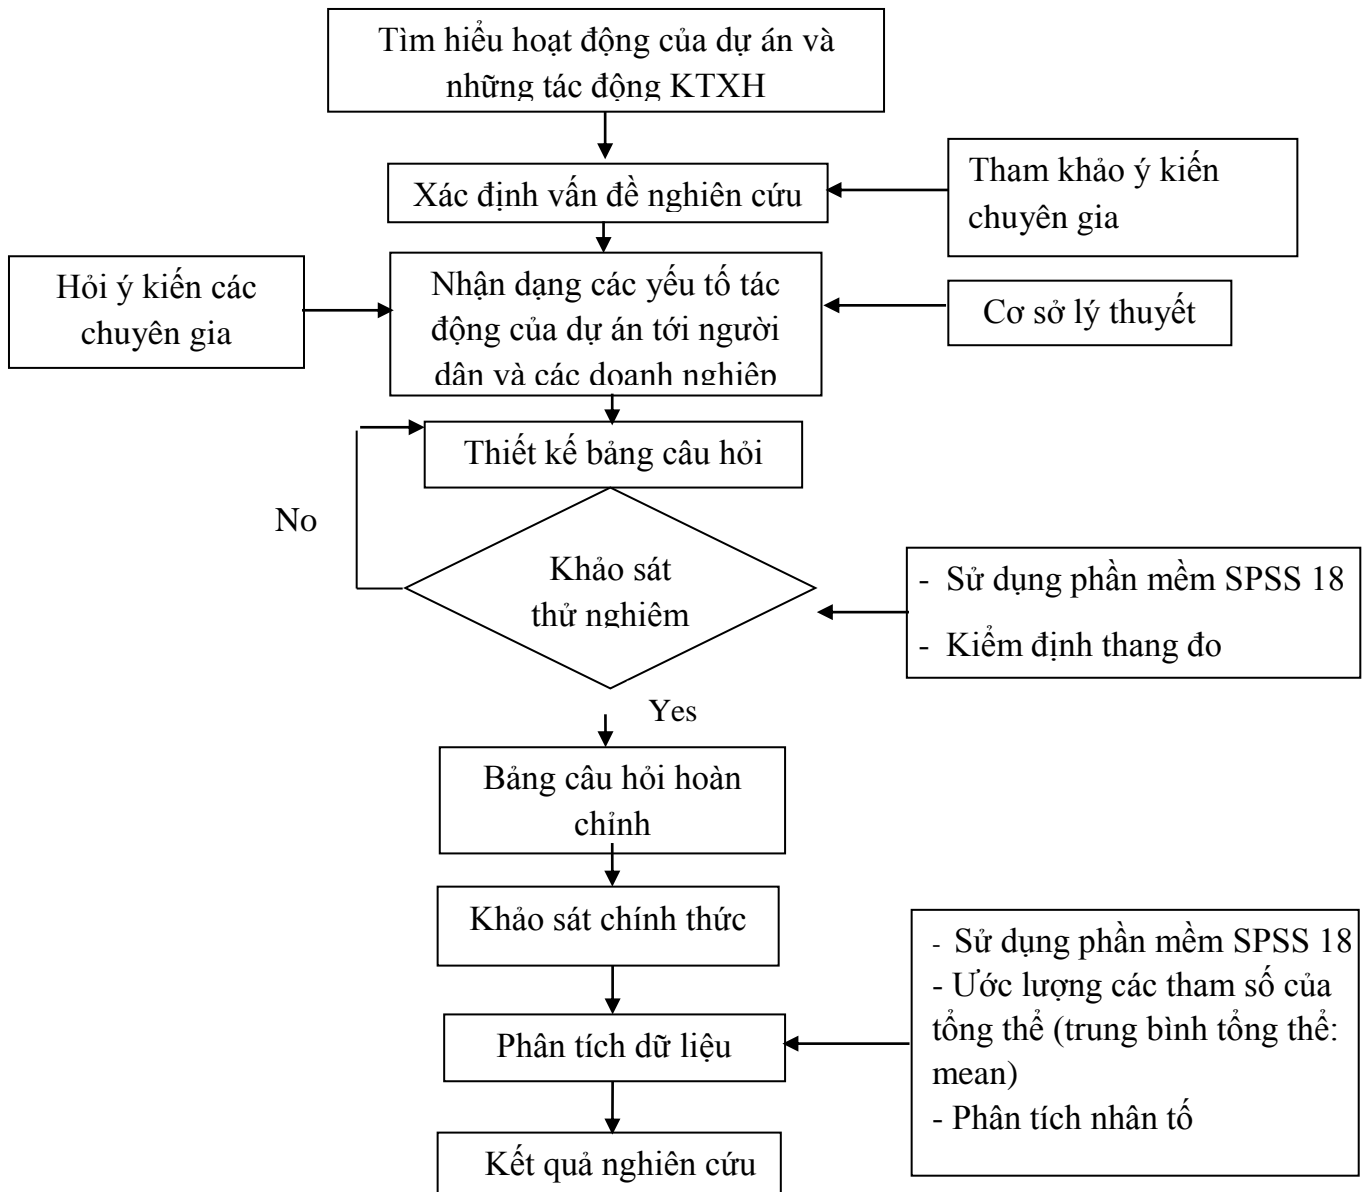 Tìm hiểu hoạt động của dự án và
những tác động KTXH
Xác định vấn đề nghiên cứu
Tham khảo ý kiến
chuyên gia
Hỏi ý kiến các
chuyên gia
Nhận dạng các yếu tố tác
động của dự án tới người
dân và các doanh nghiệp
Cơ sở lý thuyết
Thiết kế bảng câu hỏi
No
Khảo sát
thử nghiệm
- Sử dụng phần mềm SPSS 18
- Kiểm định thang đo
Yes
Bảng câu hỏi hoàn
chỉnh
Khảo sát chính thức
- Sử dụng phần mềm SPSS 18
- Ước lượng các tham số của
tổng thể (trung bình tổng thể:
mean)
- Phân tích nhân tố
Phân tích dữ liệu
Kết quả nghiên cứu